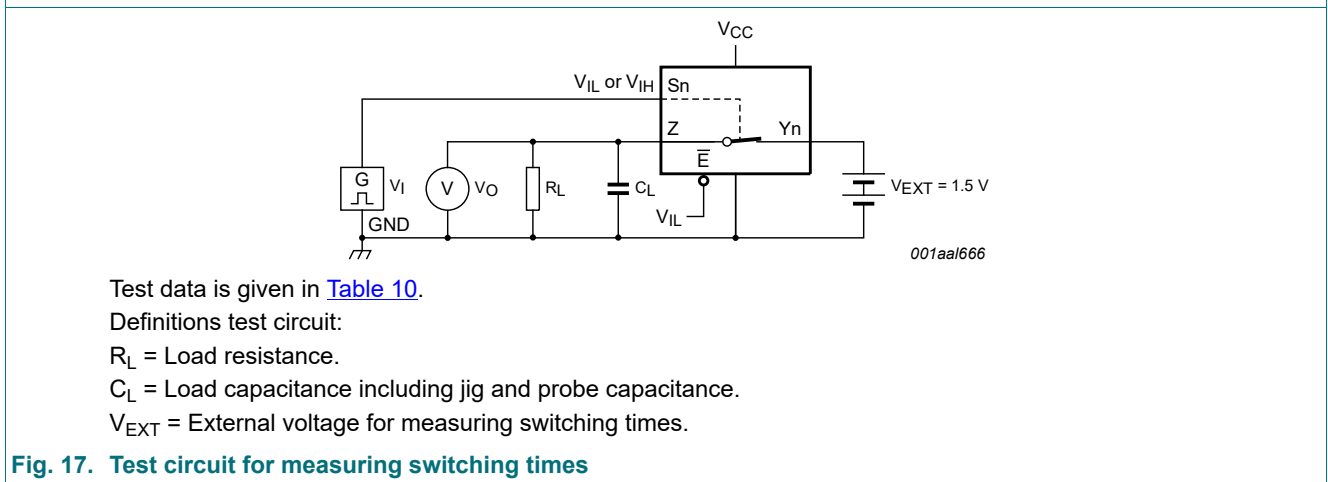 VCC
VIL or VIH
Sn
Z
Yn
E
G
VI
V
VO
RL
CL
VEXT = 1.5 V
VIL
GND
001aal666
Test data is given in Table 10.
Definitions test circuit:
RL = Load resistance.
CL = Load capacitance including jig and probe capacitance.
VEXT = External voltage for measuring switching times.
Fig. 17. Test circuit for measuring switching times